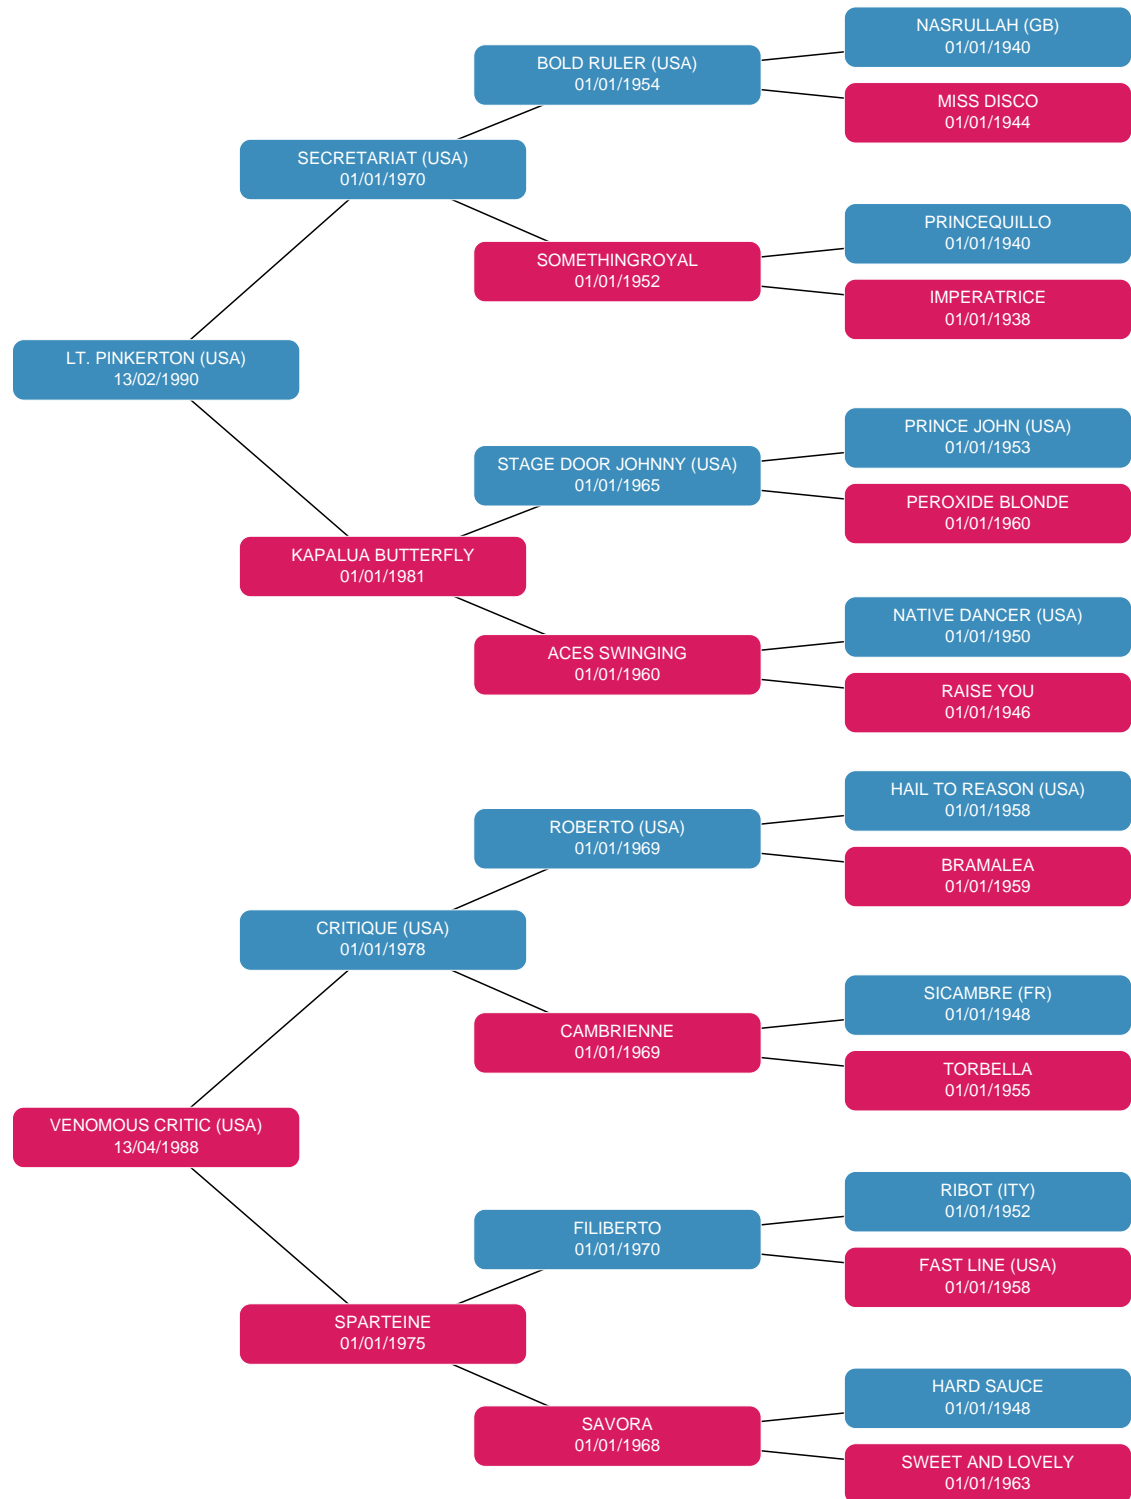 NASRULLAH (GB)
01/01/1940
BOLD RULER (USA)
01/01/1954
MISS DISCO
01/01/1944
SECRETARIAT (USA)
01/01/1970
PRINCEQUILLO
01/01/1940
SOMETHINGROYAL
01/01/1952
IMPERATRICE
01/01/1938
LT. PINKERTON (USA)
13/02/1990
PRINCE JOHN (USA)
01/01/1953
STAGE DOOR JOHNNY (USA)
01/01/1965
PEROXIDE BLONDE
01/01/1960
KAPALUA BUTTERFLY
01/01/1981
NATIVE DANCER (USA)
01/01/1950
ACES SWINGING
01/01/1960
RAISE YOU
01/01/1946
HAIL TO REASON (USA)
01/01/1958
ROBERTO (USA)
01/01/1969
BRAMALEA
01/01/1959
CRITIQUE (USA)
01/01/1978
SICAMBRE (FR)
01/01/1948
CAMBRIENNE
01/01/1969
TORBELLA
01/01/1955
VENOMOUS CRITIC (USA)
13/04/1988
RIBOT (ITY)
01/01/1952
FILIBERTO
01/01/1970
FAST LINE (USA)
01/01/1958
SPARTEINE
01/01/1975
HARD SAUCE
01/01/1948
SAVORA
01/01/1968
SWEET AND LOVELY
01/01/1963